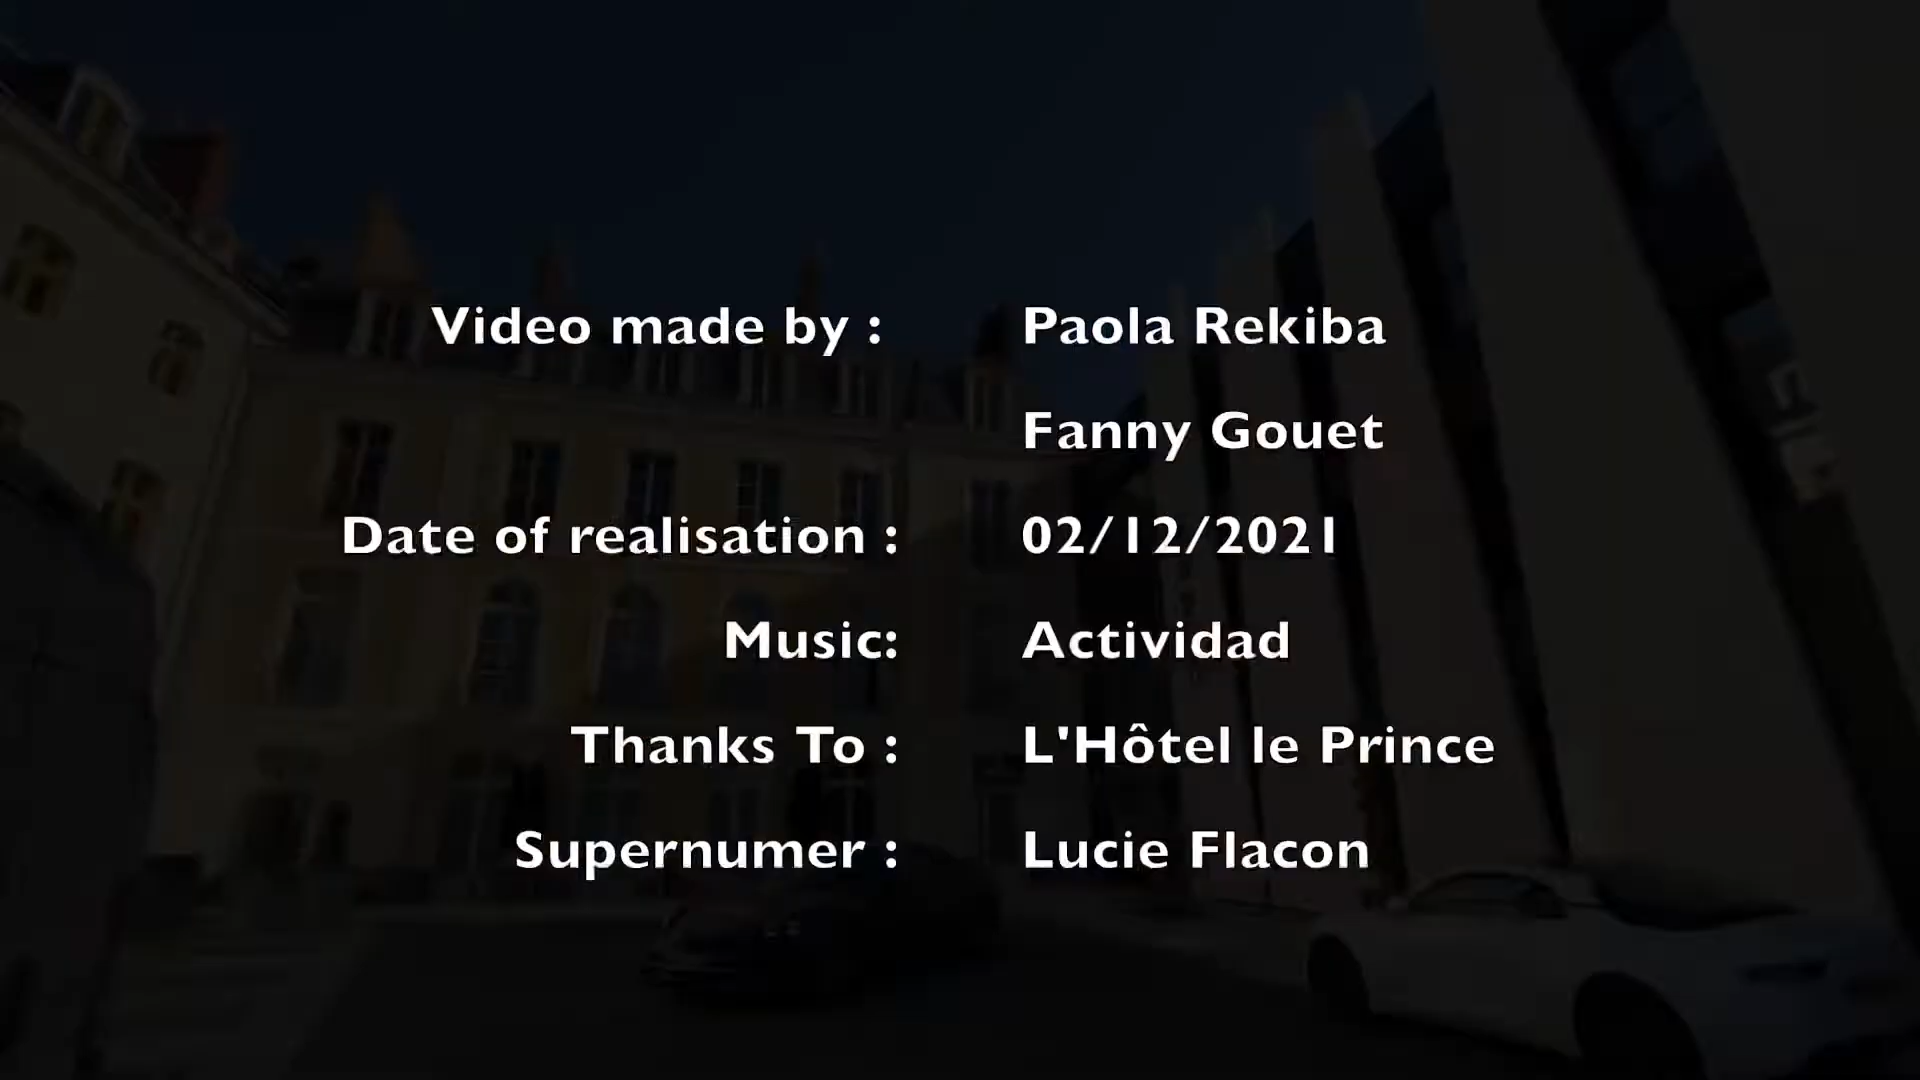 Video made by : Paola Rekiba
Fanny Gouet
Date of realisation : 02/12/2021
Music: Actividad
Thanks To : L'Hôtel le Prince
Supernumer : Lucie Flacon